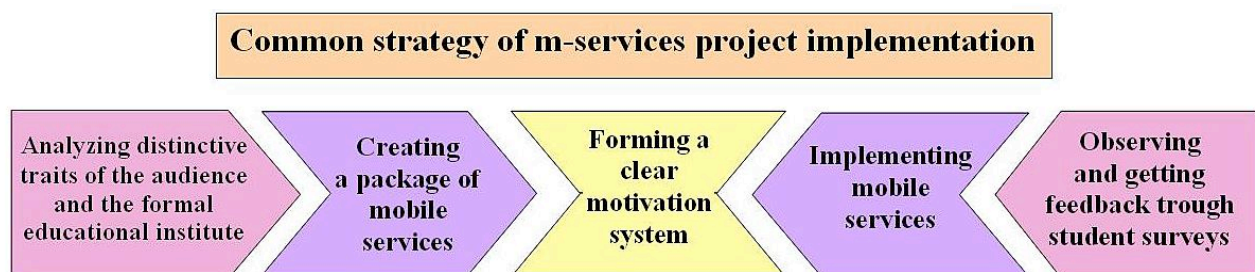 Common strategy of m-services project implementation
Analyzing distinctive
traits of the audience
and the formal
educational institute
Creating
a package of
mobile
services
Forming a
clear
motivation
system
Implementing
mobile
services
Observing
and getting
feedback trough
student surveys